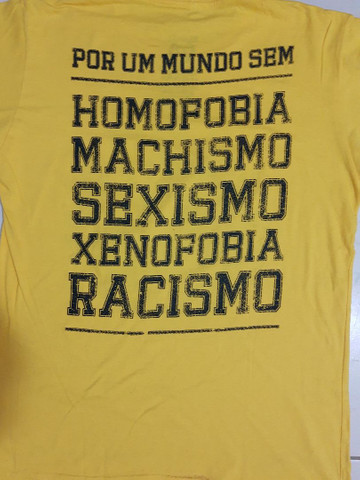 POR UM MUNDO SEM
HOMOFOBIA
MACHISMO
SEXISMO
XENOFOBIA
RACISMO